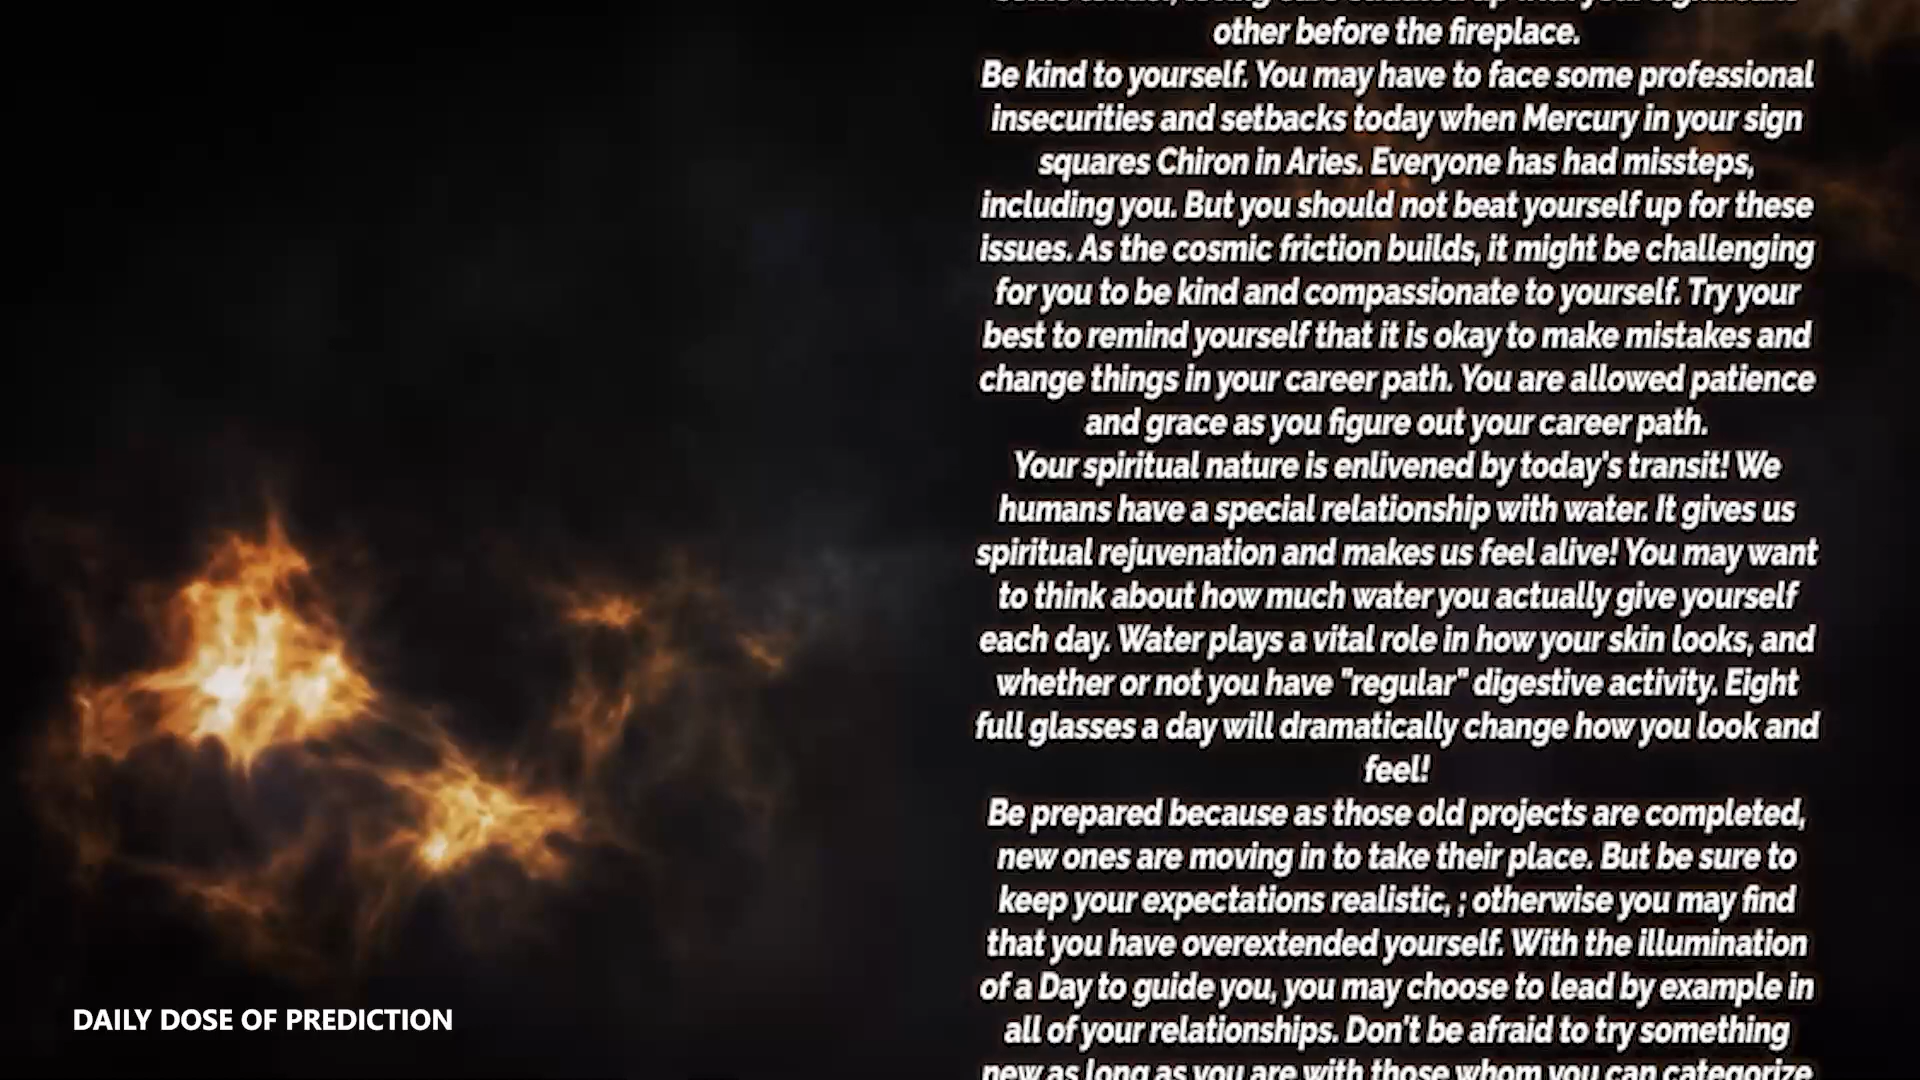 other before the fireplace.
Be kind to yourself. You may have to face some professional
insecurities and setbacks today when Mercury in your sign
squares Chiron in Aries. Everyone has had missteps,
including you. But you should not beat yourself up for these
issues. As the cosmic friction builds, it might be challenging
for you to be kind and compassionate to yourself. Try your
best to remind yourself that it is okay to make mistakes and
change things in your career path. You are allowed patience
and grace as you figure out your career path.
Your spiritual nature is enlivened by today's transit! We
humans have a special relationship with water. It gives us
spiritual rejuvenation and makes us feel alive! You may want
to think about how much water you actually give yourself
each day. Water plays a vital role in how your skin looks, and
whether or not you have "regular" digestive activity. Eight
full glasses a day will dramatically change how you look and
feel!
Be prepared because as those old projects are completed,
new ones are moving in to take their place. But be sure to
keep your expectations realistic, ; otherwise you may find
that you have overextended yourself. With the illumination
of a Day to guide you, you may choose to lead by example in
all of your relationships. Don't be afraid to try something
new as long as you are with those whom you can categorize
DAILY DOSE OF PREDICTION